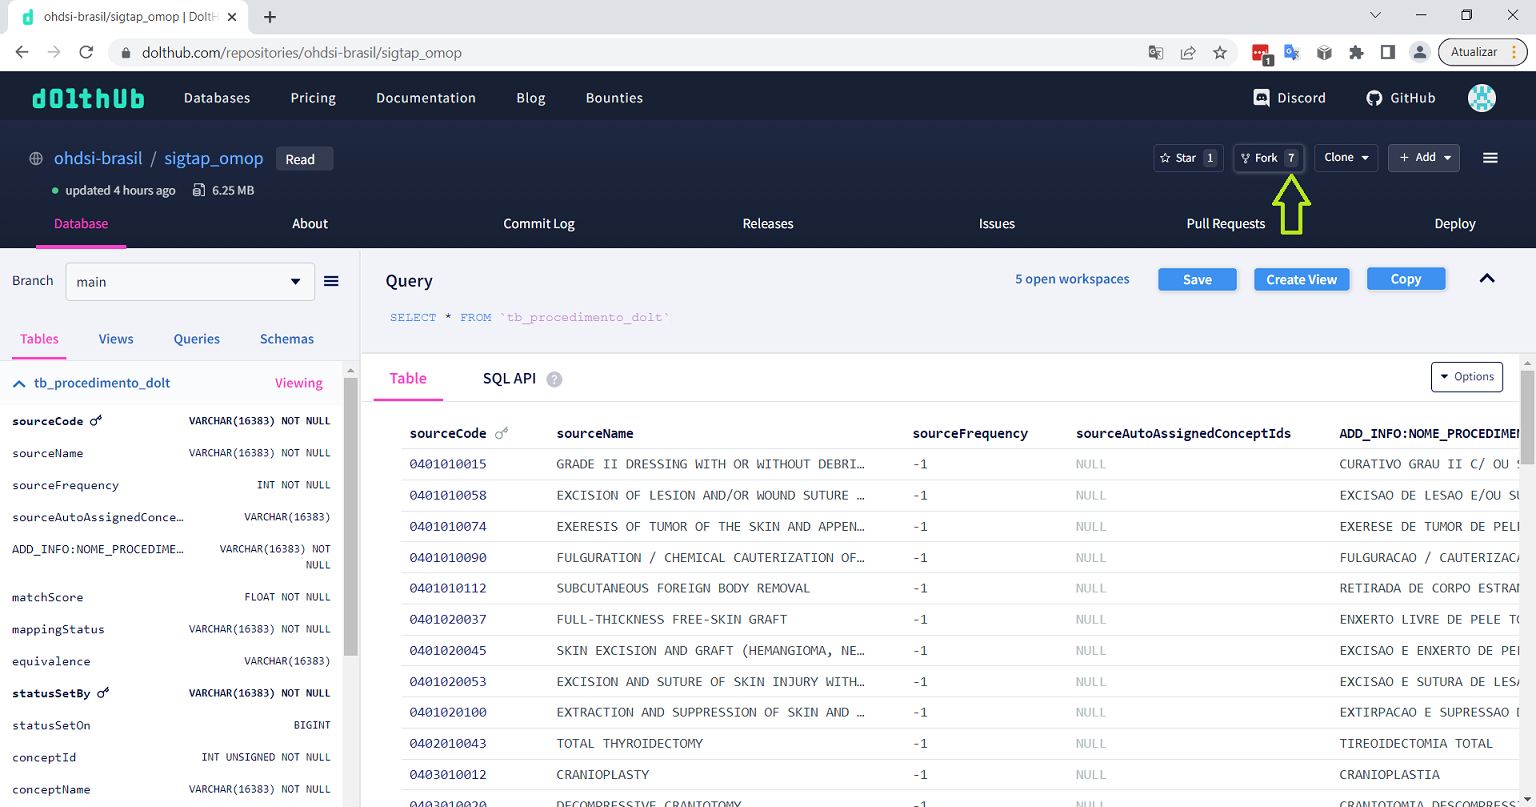 ohdsi-brasil/sigtap_omop | DoltH
dolthub.com/repositories/ohdsi-brasil/sigtap_omop
1
Atualizar
d0lthub Databases Pricing Documentation Blog Bounties Discord GitHub
ohdsi-brasil / sigtap_omop Read Star 1 Fork 7 Clone + Add
updated 4 hours ago 6.25 MB
Database About Commit Log Releases Issues Pull Requests Deploy
Branch main
Tables Views Queries Schemas
tb_procedimento_dolt Viewing
sourceCode VARCHAR(16383) NOT NULL
sourceName VARCHAR(16383) NOT NULL
sourceFrequency INT NOT NULL
sourceAutoAssignedConce… VARCHAR(16383)
ADD_INFO:NOME_PROCEDIME… VARCHAR(16383) NOT
NULL
matchScore FLOAT NOT NULL
mappingStatus VARCHAR(16383) NOT NULL
equivalence VARCHAR(16383)
statusSetBy VARCHAR(16383) NOT NULL
statusSetOn BIGINT
conceptId INT UNSIGNED NOT NULL
conceptName VARCHAR(16383) NOT NULL
Query 5 open workspaces Save Create View Copy
SELECT * FROM `tb_procedimento_dolt`
Table SQL API ? Options
sourceCode sourceName sourceFrequency sourceAutoAssignedConceptIds ADD_INFO:NOME_PROCEDIMEN
0401010015 GRADE II DRESSING WITH OR WITHOUT DEBRI… -1 NULL CURATIVO GRAU II C/ OU S
0401010058 EXCISION OF LESION AND/OR WOUND SUTURE … -1 NULL EXCISAO DE LESAO E/OU SU
0401010074 EXERESIS OF TUMOR OF THE SKIN AND APPEN… -1 NULL EXERESE DE TUMOR DE PELE
0401010090 FULGURATION / CHEMICAL CAUTERIZATION OF… -1 NULL FULGURACAO / CAUTERIZACA
0401010112 SUBCUTANEOUS FOREIGN BODY REMOVAL -1 NULL RETIRADA DE CORPO ESTRAN
0401020037 FULL-THICKNESS FREE-SKIN GRAFT -1 NULL ENXERTO LIVRE DE PELE TO
0401020045 SKIN EXCISION AND GRAFT (HEMANGIOMA, NE… -1 NULL EXCISAO E ENXERTO DE PEL
0401020053 EXCISION AND SUTURE OF SKIN INJURY WITH… -1 NULL EXCISAO E SUTURA DE LESA
0401020100 EXTRACTION AND SUPPRESSION OF SKIN AND … -1 NULL EXTIRPACAO E SUPRESSAO D
0402010043 TOTAL THYROIDECTOMY -1 NULL TIREOIDECTOMIA TOTAL
0403010012 CRANIOPLASTY -1 NULL CRANIOPLASTIA
0403010020 DECOMPRESSIVE CRANIOTOMY -1 NULL CRANIOTOMIA DESCOMPRESSI